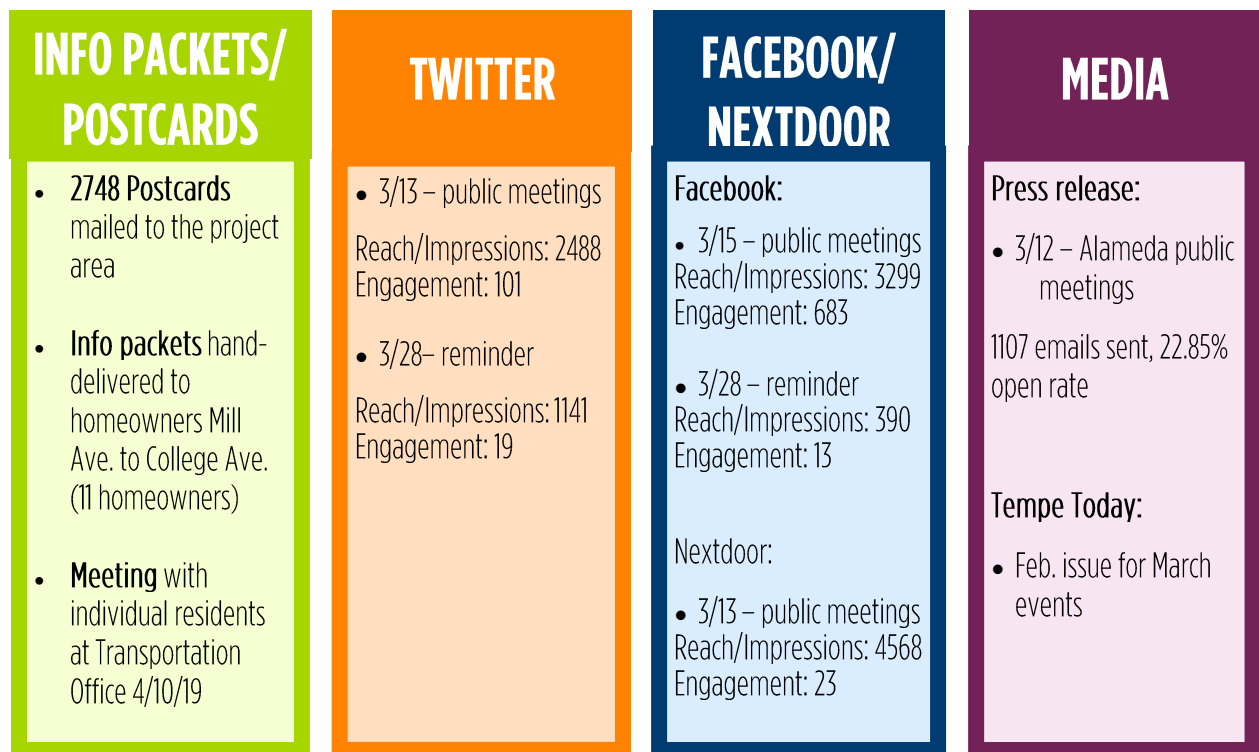 INFO PACKETS/
POSTCARDS
• 2748 Postcards
mailed to the project
area
• Info packets hand-
delivered to
homeowners Mill
Ave. to College Ave.
(11 homeowners)
• Meeting with
individual residents
at Transportation
Office 4/10/19
TWITTER
• 3/13 – public meetings
Reach/Impressions: 2488
Engagement: 101
• 3/28– reminder
Reach/Impressions: 1141
Engagement: 19
FACEBOOK/
NEXTDOOR
Facebook:
• 3/15 – public meetings
Reach/Impressions: 3299
Engagement: 683
• 3/28 – reminder
Reach/Impressions: 390
Engagement: 13
Nextdoor:
• 3/13 – public meetings
Reach/Impressions: 4568
Engagement: 23
MEDIA
Press release:
• 3/12 – Alameda public
meetings
1107 emails sent, 22.85%
open rate
Tempe Today:
• Feb. issue for March
events